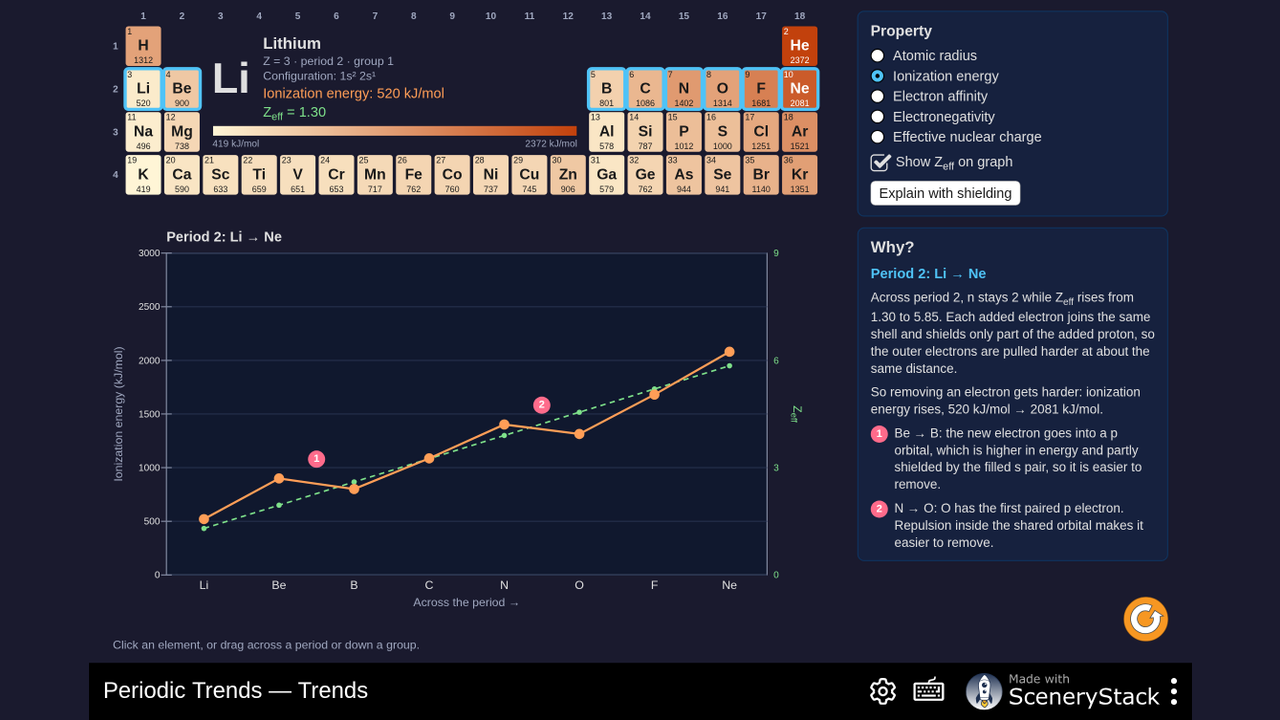 1 2 3 4 5 6 7 8 9 10 11 12 13 14 15 16 17 18
1
1 H 1312
2 He 2372
Lithium
Z = 3 · period 2 · group 1
Configuration: 1s² 2s¹
Ionization energy: 520 kJ/mol
Zeff = 1.30
Li
2
3 Li 520
4 Be 900
5 B 801
6 C 1086
7 N 1402
8 O 1314
9 F 1681
10 Ne 2081
3
11 Na 496
12 Mg 738
419 kJ/mol 2372 kJ/mol
13 Al 578
14 Si 787
15 P 1012
16 S 1000
17 Cl 1251
18 Ar 1521
4
19 K 419
20 Ca 590
21 Sc 633
22 Ti 659
23 V 651
24 Cr 653
25 Mn 717
26 Fe 762
27 Co 760
28 Ni 737
29 Cu 745
30 Zn 906
31 Ga 579
32 Ge 762
33 As 944
34 Se 941
35 Br 1140
36 Kr 1351
Period 2: Li → Ne
3000
2500
2000
1500
1000
500
0
Ionization energy (kJ/mol)
9
6
3
0
Zeff
1
2
Li Be B C N O F Ne
Across the period →
Click an element, or drag across a period or down a group.
Property
Atomic radius
Ionization energy
Electron affinity
Electronegativity
Effective nuclear charge
Show Zeff on graph
Explain with shielding
Why?
Period 2: Li → Ne
Across period 2, n stays 2 while Zeff rises from
1.30 to 5.85. Each added electron joins the same
shell and shields only part of the added proton, so
the outer electrons are pulled harder at about the
same distance.
So removing an electron gets harder: ionization
energy rises, 520 kJ/mol → 2081 kJ/mol.
1 Be → B: the new electron goes into a p
orbital, which is higher in energy and partly
shielded by the filled s pair, so it is easier to
remove.
2 N → O: O has the first paired p electron.
Repulsion inside the shared orbital makes it
easier to remove.
Periodic Trends — Trends
Made with
SceneryStack